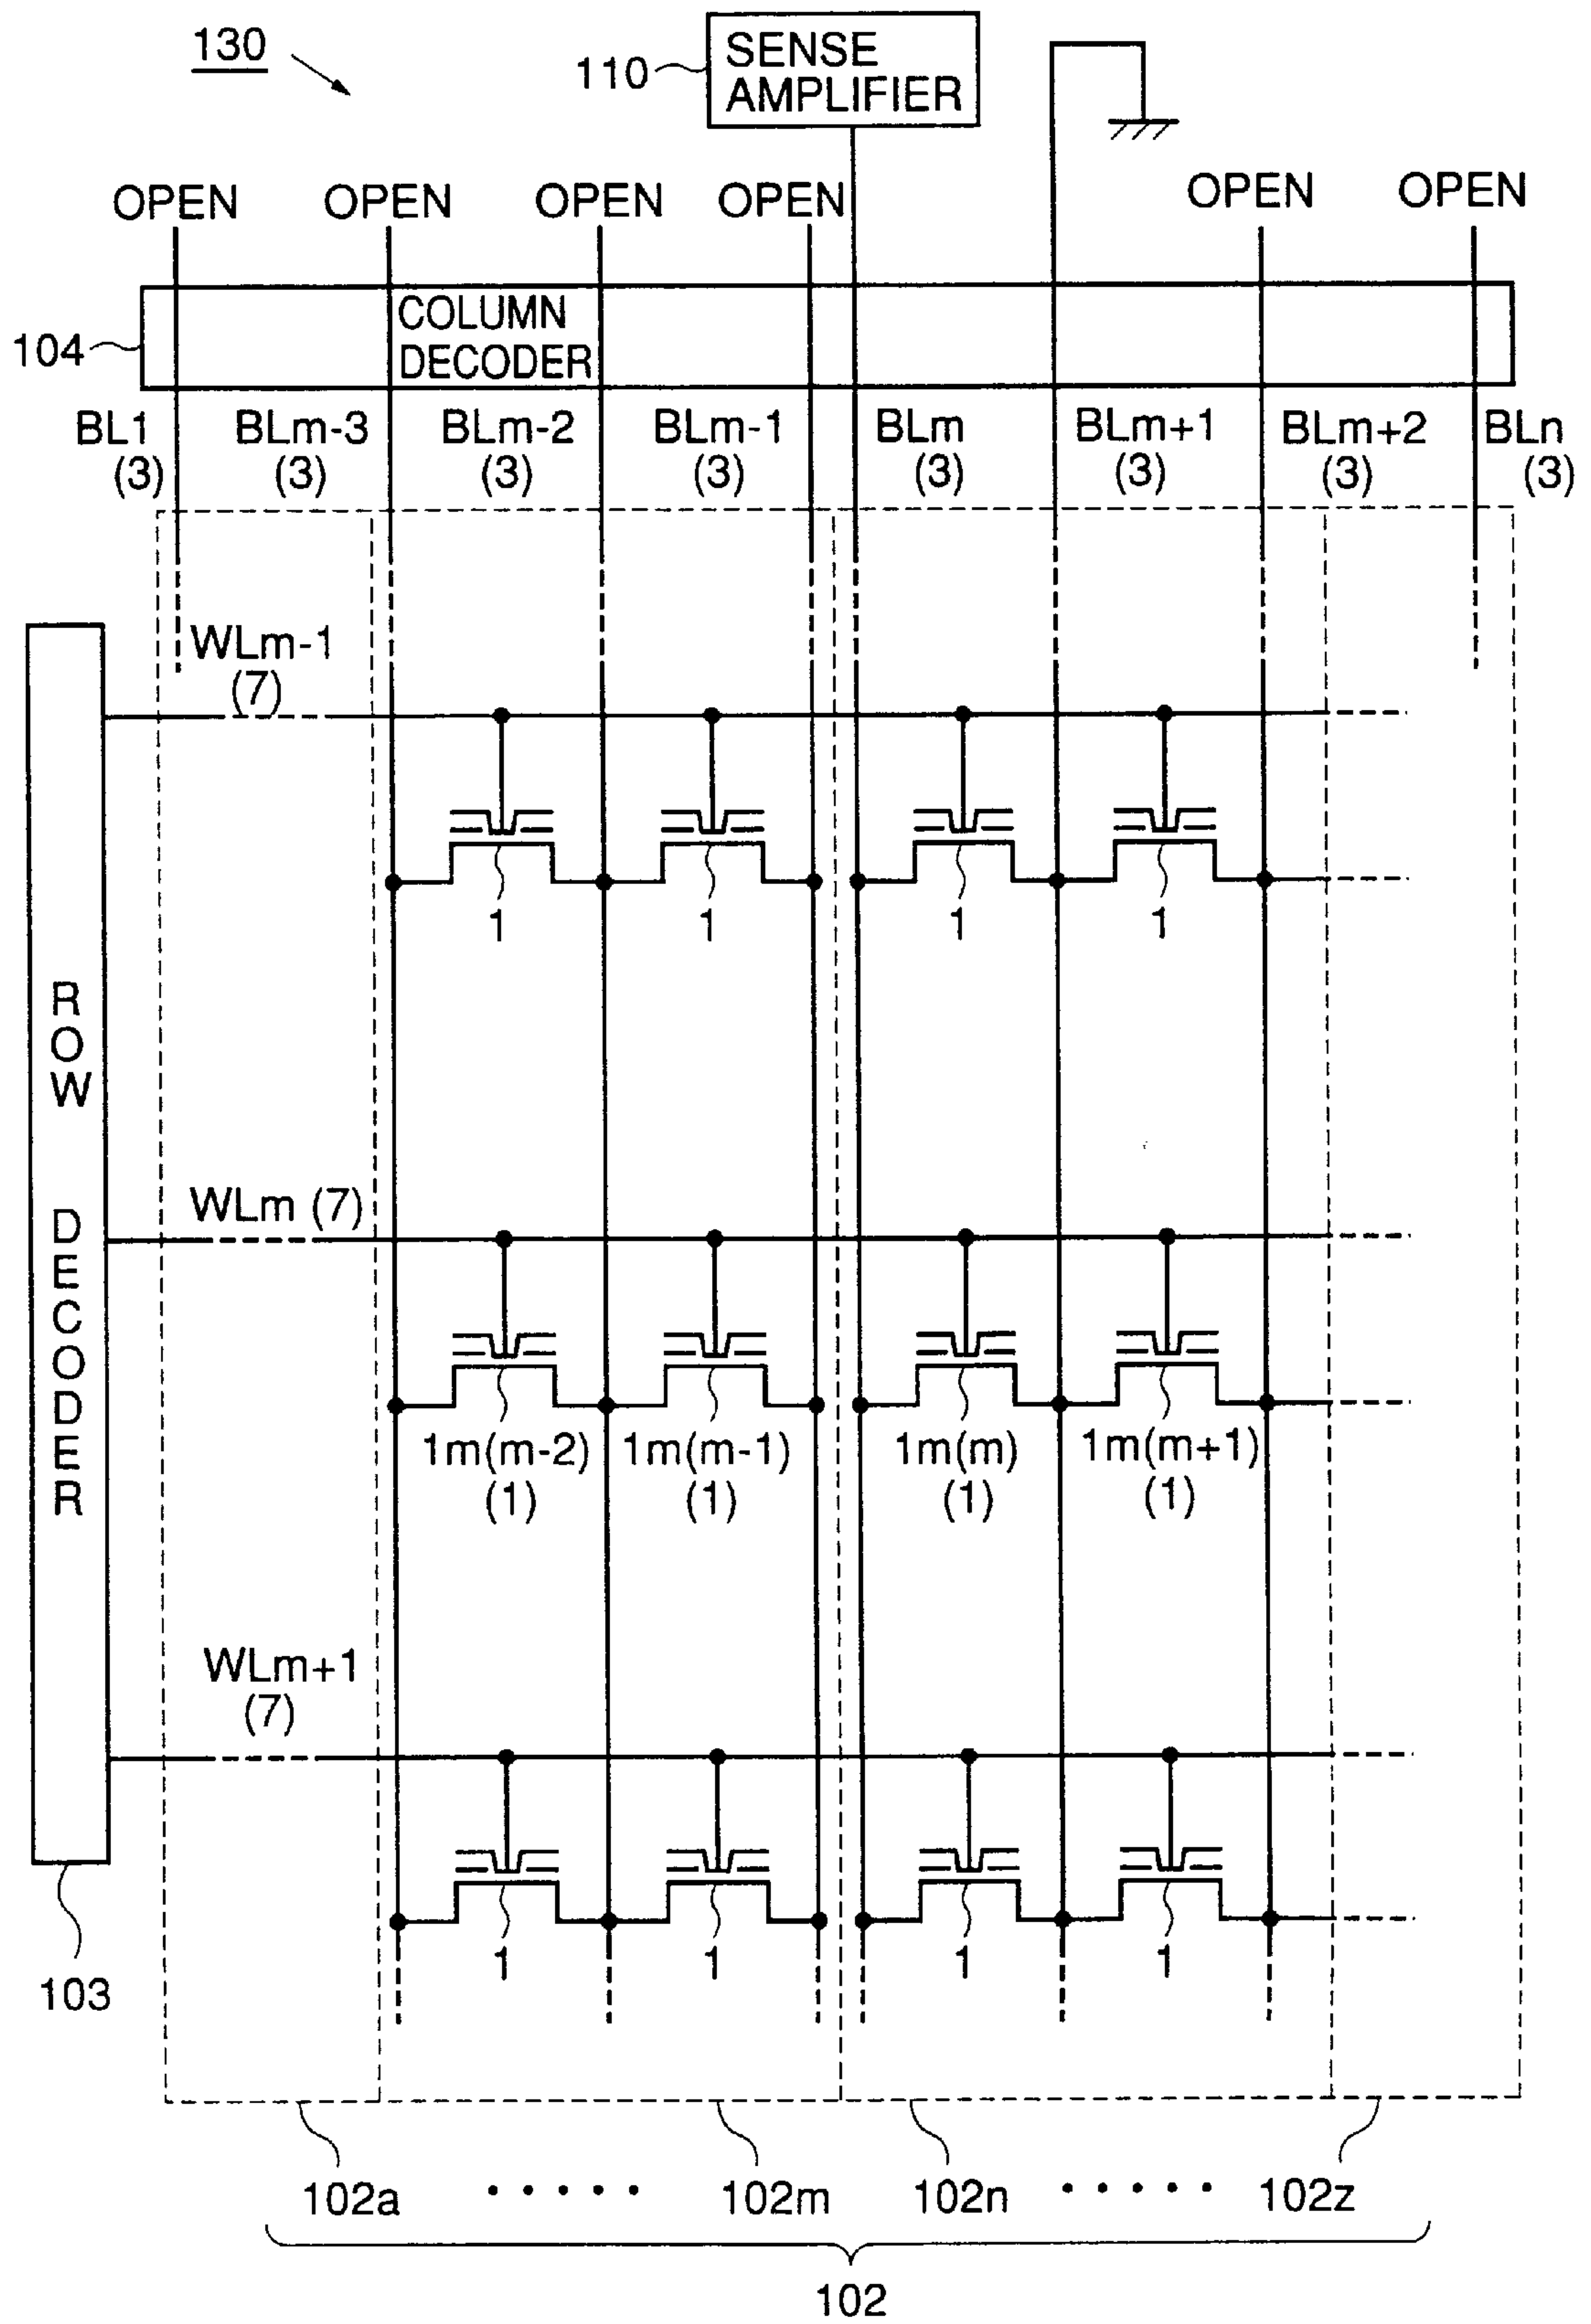 130
110
SENSE
AMPLIFIER
OPEN OPEN OPEN OPEN OPEN OPEN
104
COLUMN
DECODER
BL1 BLm-3 BLm-2 BLm-1 BLm BLm+1 BLm+2 BLn
(3) (3) (3) (3) (3) (3) (3) (3)
WLm-1
(7)
1 1 1 1
ROW DECODER
WLm (7)
1m(m-2) 1m(m-1) 1m(m) 1m(m+1)
(1) (1) (1) (1)
WLm+1
(7)
1 1 1 1
103
102a ..... 102m 102n ..... 102z
102